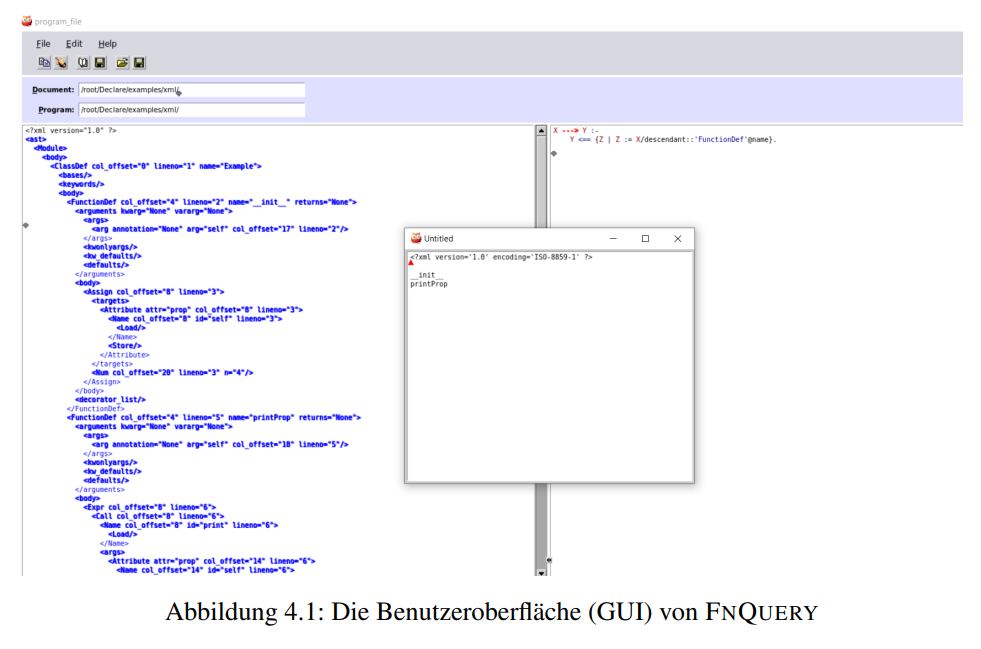 program_file
File Edit Help
Document: /root/Declare/examples/xml/
Program: /root/Declare/examples/xml/
<?xml version="1.0" ?>
<ast>
<Module>
<body>
<ClassDef col_offset="0" lineno="1" name="Example">
<bases/>
<keywords/>
<body>
<FunctionDef col_offset="4" lineno="2" name="__init__" returns="None">
<arguments kwarg="None" vararg="None">
<args>
<arg annotation="None" arg="self" col_offset="17" lineno="2"/>
</args>
<kwonlyargs/>
<kw_defaults/>
<defaults/>
</arguments>
<body>
<Assign col_offset="8" lineno="3">
<targets>
<Attribute attr="prop" col_offset="8" lineno="3">
<Name col_offset="8" id="self" lineno="3">
<Load/>
</Name>
<Store/>
</Attribute>
</targets>
<Num col_offset="20" lineno="3" n="4"/>
</Assign>
</body>
<decorator_list/>
</FunctionDef>
<FunctionDef col_offset="4" lineno="5" name="printProp" returns="None">
<arguments kwarg="None" vararg="None">
<args>
<arg annotation="None" arg="self" col_offset="18" lineno="5"/>
</args>
<kwonlyargs/>
<kw_defaults/>
<defaults/>
</arguments>
<body>
<Expr col_offset="8" lineno="6">
<Call col_offset="8" lineno="6">
<Name col_offset="8" id="print" lineno="6">
<Load/>
</Name>
<args>
<Attribute attr="prop" col_offset="14" lineno="6">
<Name col_offset="14" id="self" lineno="6">
X ---> Y :-
Y <== {Z | Z := X/descendant::'FunctionDef'@name}.
Untitled
<?xml version='1.0' encoding='ISO-8859-1' ?>
__init__
printProp
Abbildung 4.1: Die Benutzeroberfläche (GUI) von FNQUERY